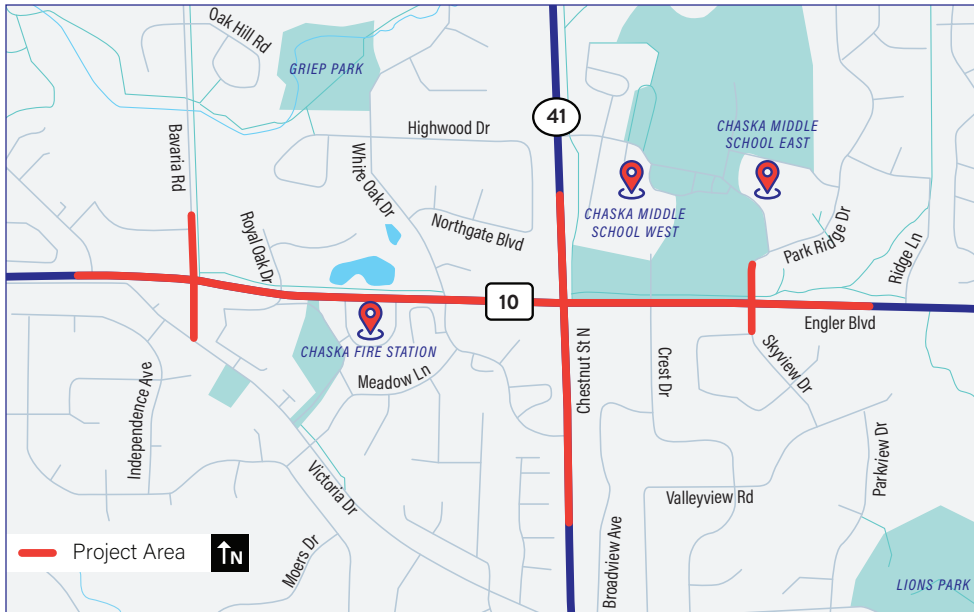 Oak Hill Rd
GRIEP PARK
41
Highwood Dr
CHASKA MIDDLE
SCHOOL EAST
Bavaria Rd
White Oak Dr
CHASKA MIDDLE
SCHOOL WEST
Royal Oak Dr
Northgate Blvd
Park Ridge Dr
Ridge Ln
10
Engler Blvd
CHASKA FIRE STATION
Meadow Ln
Chestnut St N
Crest Dr
Skyview Dr
Independence Ave
Victoria Dr
Parkview Dr
Valleyview Rd
Moers Dr
Broadview Ave
Project Area
N
LIONS PARK